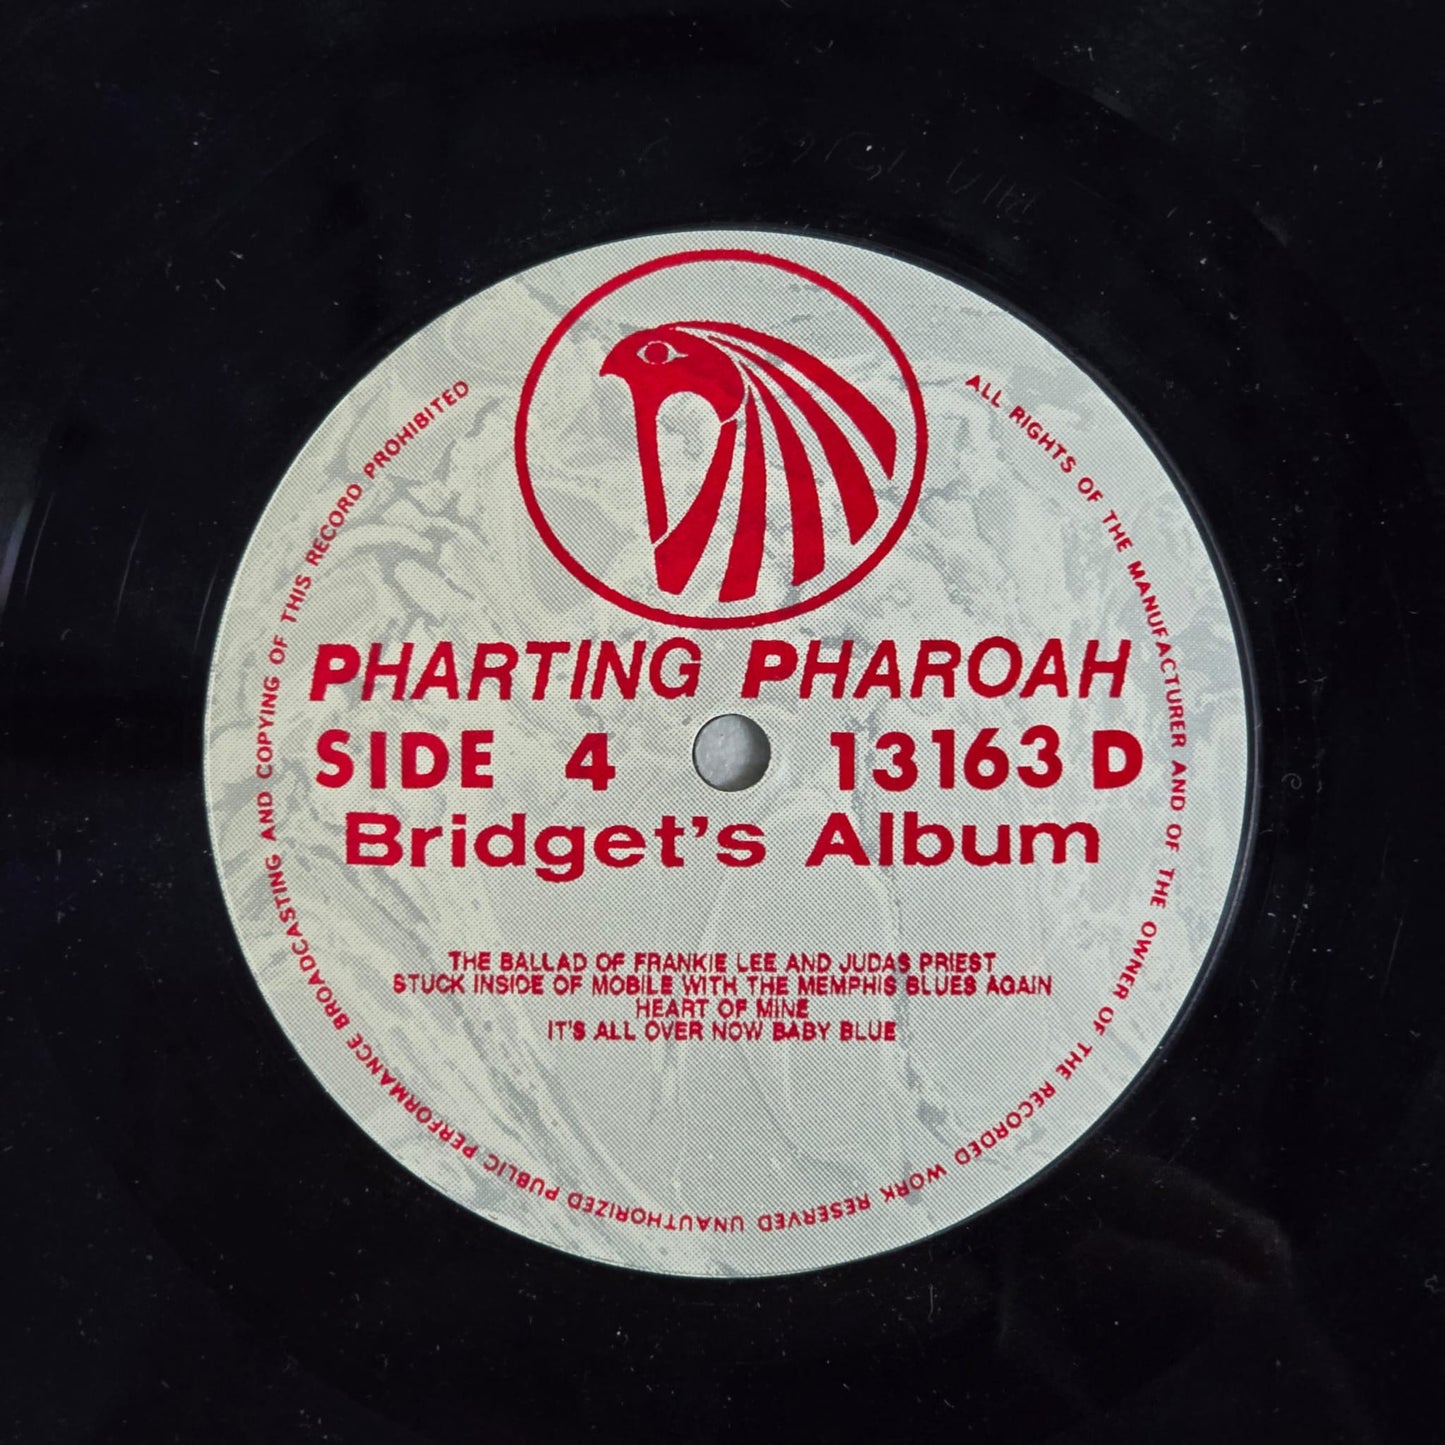 PHARTING PHAROAH
SIDE 4 13163 D
Bridget's Album
THE BALLAD OF FRANKIE LEE AND JUDAS PRIEST
STUCK INSIDE OF MOBILE WITH THE MEMPHIS BLUES AGAIN
HEART OF MINE
IT'S ALL OVER NOW BABY BLUE
ALL RIGHTS OF THE MANUFACTURER AND OF THE OWNER OF THE RECORDED WORK RESERVED UNAUTHORIZED PUBLIC PERFORMANCE BROADCASTING AND COPYING OF THIS RECORD PROHIBITED